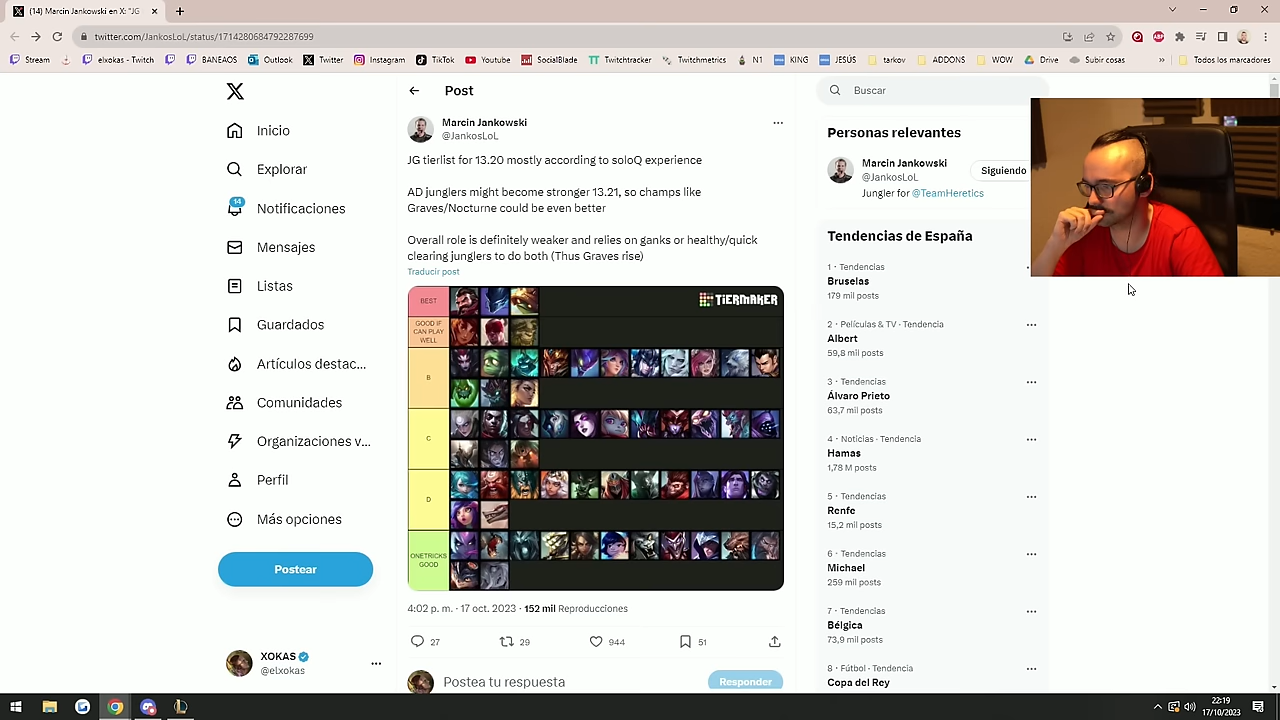 (14) Marcin Jankowski en X: "JG
twitter.com/JankosLoL/status/1714280684792287699
Stream
elxokas - Twitch
BANEAOS
Outlook
Twitter
Instagram
TikTok
Youtube
SocialBlade
Twitchtracker
Twitchmetrics
N1
KING
JESÚS
tarkov
ADDONS
WOW
Drive
Subir cosas
»
Todos los marcadores
Inicio
Explorar
14
Notificaciones
Mensajes
Listas
Guardados
Artículos destac...
Comunidades
Organizaciones v...
Perfil
Más opciones
Postear
XOKAS
@elxokas
Post
Marcin Jankowski
@JankosLoL
JG tierlist for 13.20 mostly according to soloQ experience
AD junglers might become stronger 13.21, so champs like
Graves/Nocturne could be even better
Overall role is definitely weaker and relies on ganks or healthy/quick
clearing junglers to do both (Thus Graves rise)
Traducir post
BEST
TIERMAKER
GOOD IF
CAN PLAY
WELL
B
C
D
ONETRICKS
GOOD
4:02 p. m. · 17 oct. 2023 · 152 mil Reproducciones
27
29
944
51
Postea tu respuesta
Responder
Buscar
Personas relevantes
Marcin Jankowski
@JankosLoL
Siguiendo
Jungler for @TeamHeretics
Tendencias de España
1 · Tendencias
Bruselas
179 mil posts
2 · Películas & TV · Tendencia
Albert
59,8 mil posts
3 · Tendencias
Álvaro Prieto
63,7 mil posts
4 · Noticias · Tendencia
Hamas
1,78 M posts
5 · Tendencias
Renfe
15,2 mil posts
6 · Tendencias
Michael
259 mil posts
7 · Tendencias
Bélgica
73,9 mil posts
8 · Fútbol · Tendencia
Copa del Rey
22:19
17/10/2023